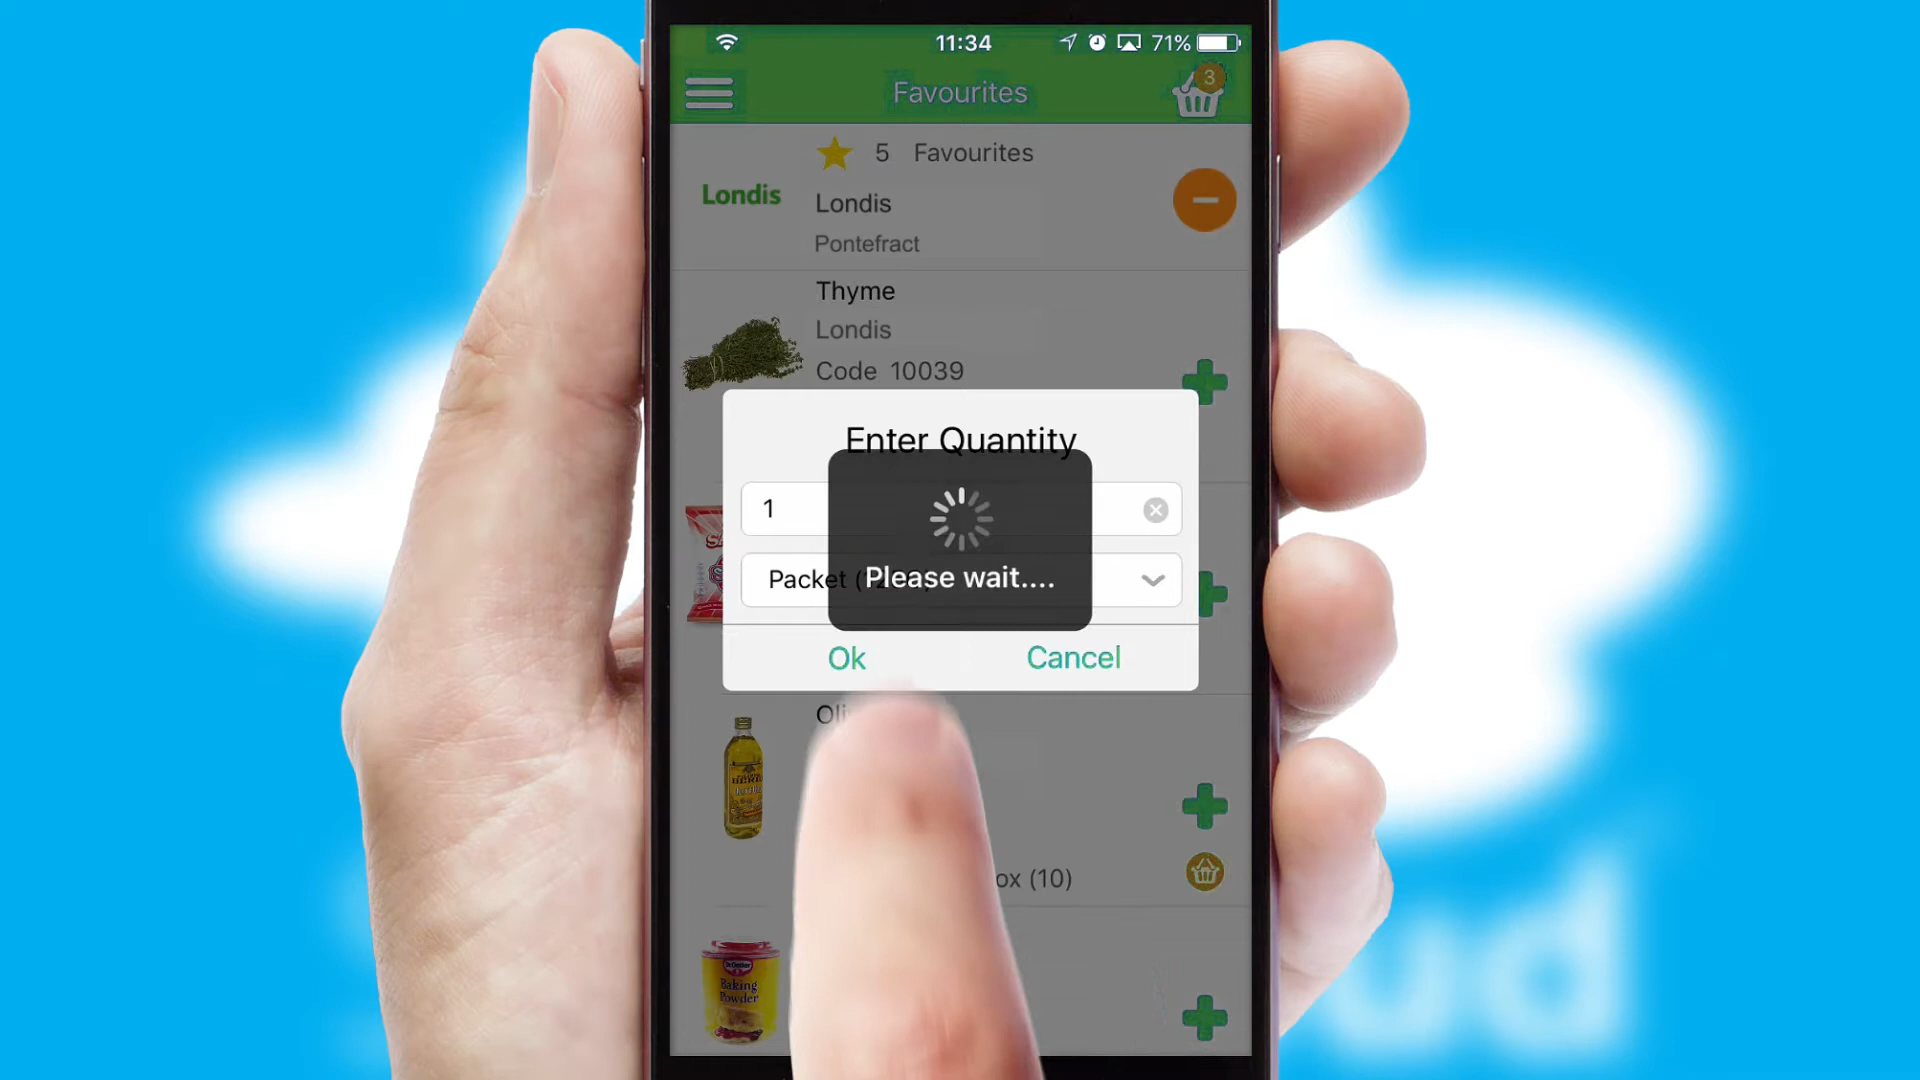 11:34 71%
Favourites
3
5 Favourites
Londis
Londis
Pontefract
Thyme
Londis
Code 10039
Enter Quantity
1
Packet
Please wait....
Ok Cancel
ox (10)
Baking
Powder
ud